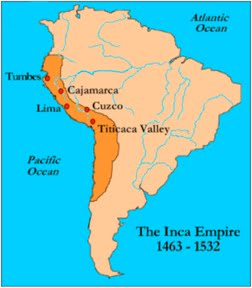 Atlantic
Ocean
Tumbes
Cajamarca
Lima
Cuzco
Titicaca Valley
Pacific
Ocean
The Inca Empire
1463 - 1532